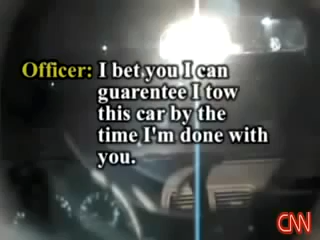 Officer: I bet you I can
guarentee I tow
this car by the
time I'm done with
you.
CNN